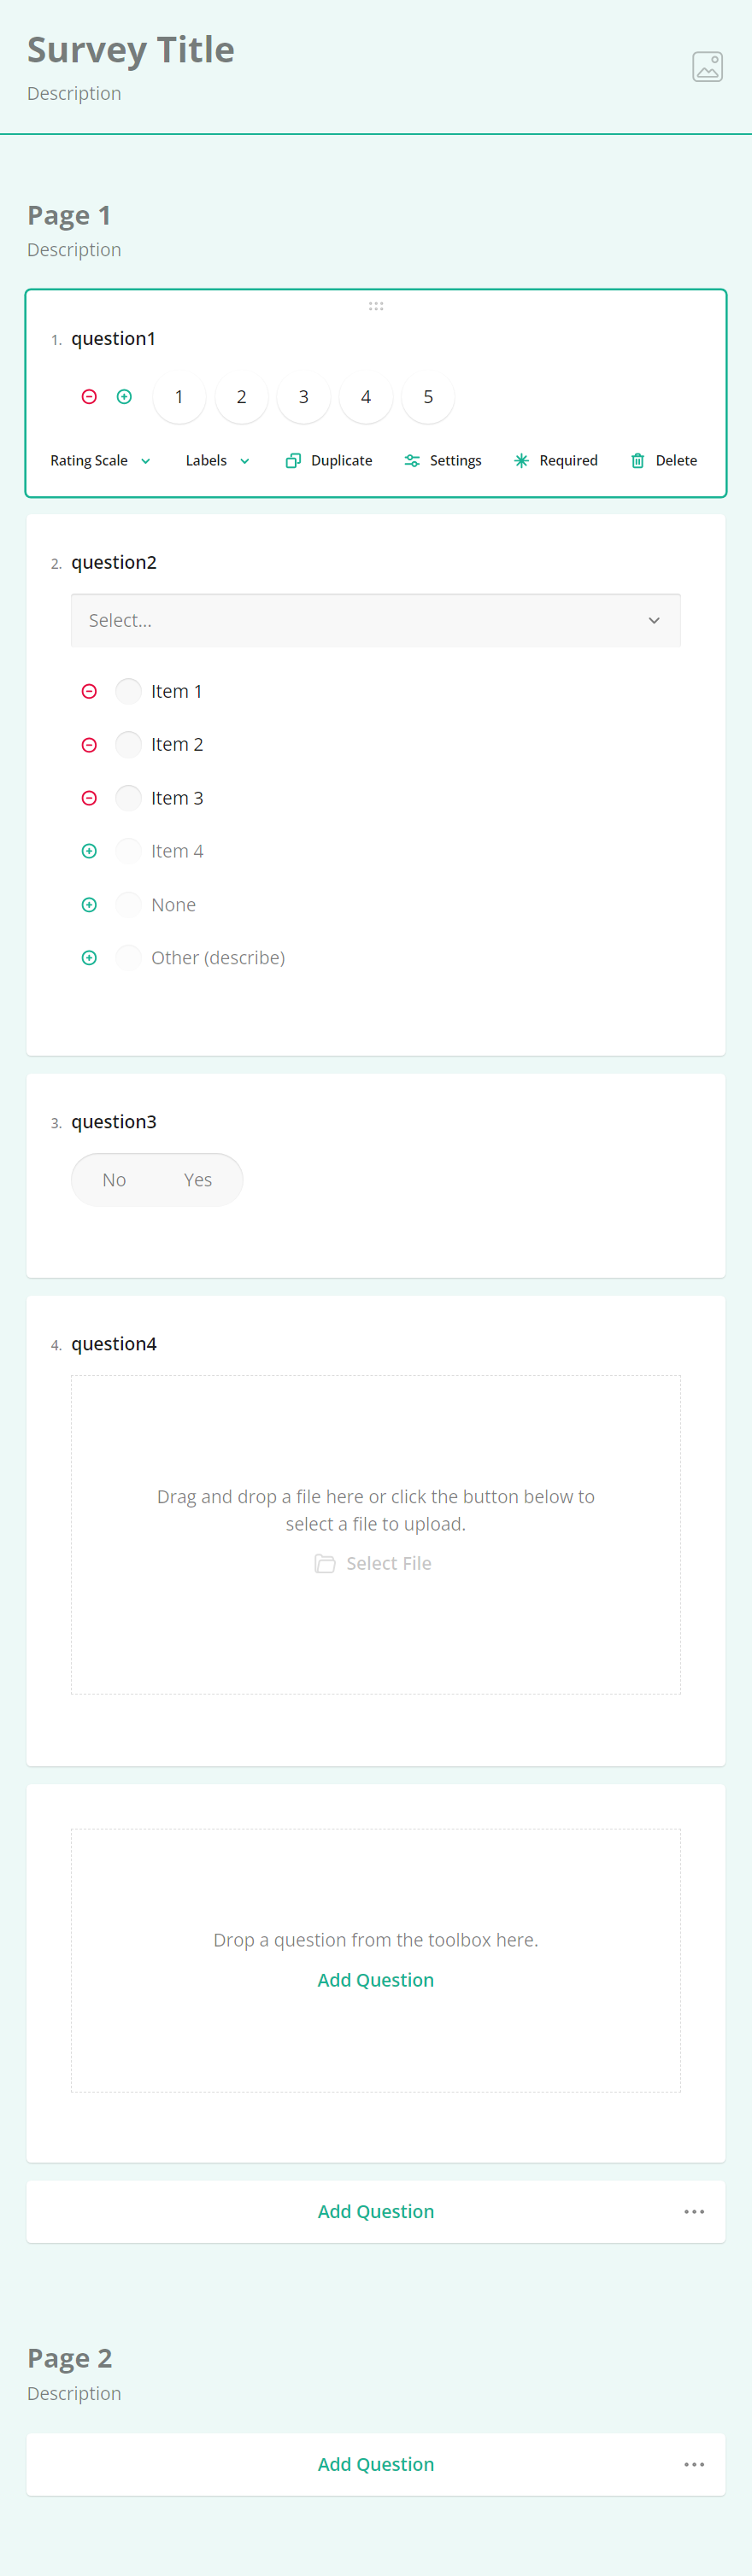 Survey Title
Description
Page 1
Description
1. question1
1 2 3 4 5
Rating Scale Labels Duplicate Settings Required Delete
2. question2
Select...
Item 1
Item 2
Item 3
Item 4
None
Other (describe)
3. question3
No Yes
4. question4
Drag and drop a file here or click the button below to
select a file to upload.
Select File
Drop a question from the toolbox here.
Add Question
Add Question
Page 2
Description
Add Question